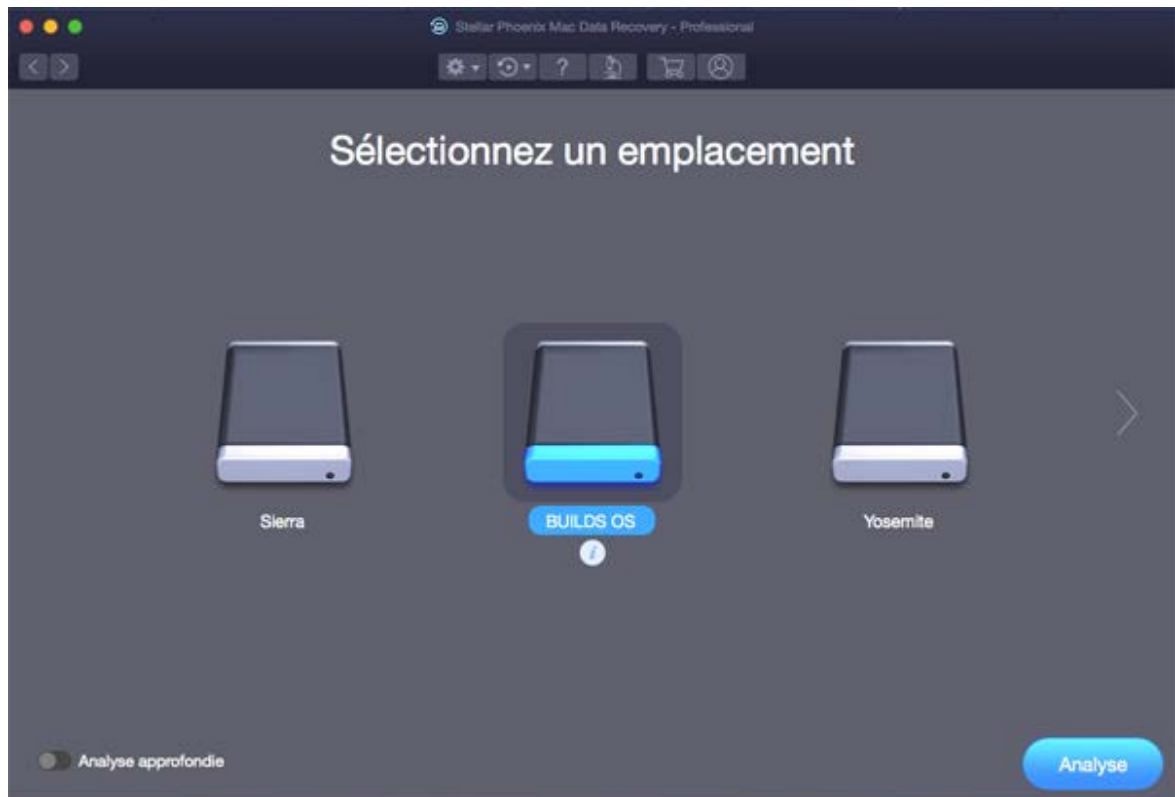 Stellar Phoenix Mac Data Recovery - Professional
?
Sélectionnez un emplacement
Sierra
BUILDS OS
Yosemite
i
Analyse approfondie
Analyse